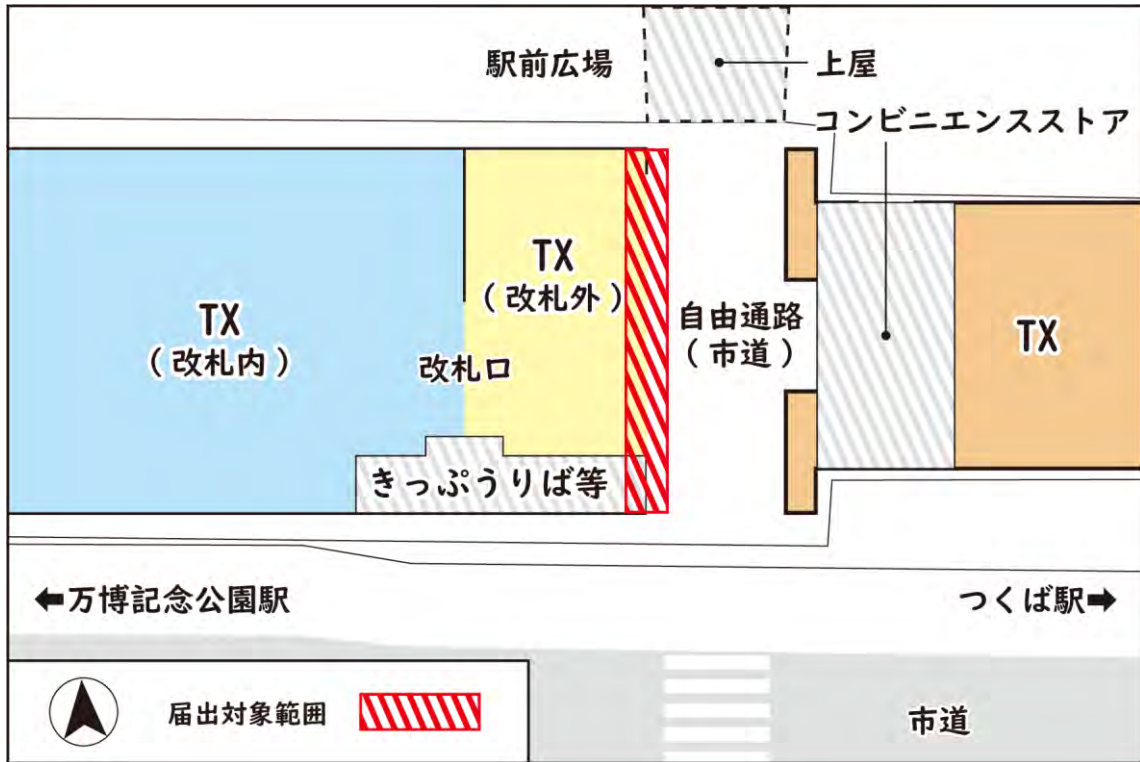 駅前広場
上屋
コンビニエンスストア
TX
(改札内)
TX
(改札外)
改札口
自由通路
(市道)
TX
きっぷうりば等
←万博記念公園駅
つくば駅→
届出対象範囲
市道